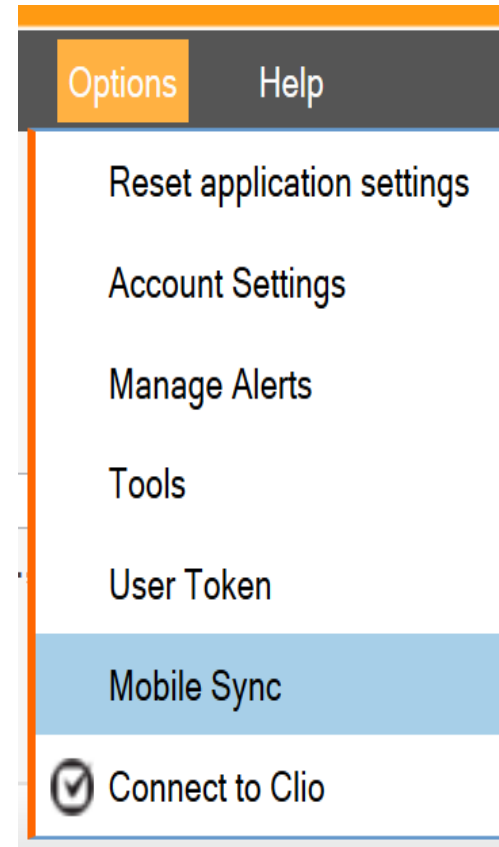 Options Help
Reset application settings
Account Settings
Manage Alerts
Tools
User Token
Mobile Sync
Connect to Clio